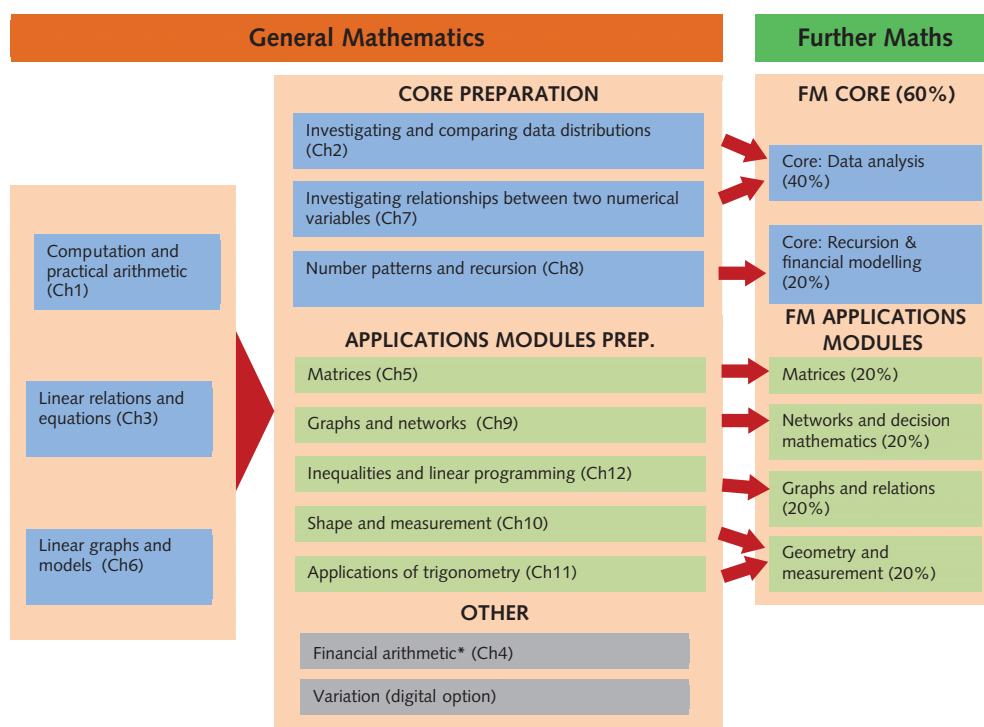 General Mathematics
Further Maths
Computation and
practical arithmetic
(Ch1)
Linear relations and
equations (Ch3)
Linear graphs and
models (Ch6)
CORE PREPARATION
Investigating and comparing data distributions
(Ch2)
Investigating relationships between two numerical
variables (Ch7)
Number patterns and recursion (Ch8)
APPLICATIONS MODULES PREP.
Matrices (Ch5)
Graphs and networks (Ch9)
Inequalities and linear programming (Ch12)
Shape and measurement (Ch10)
Applications of trigonometry (Ch11)
OTHER
Financial arithmetic* (Ch4)
Variation (digital option)
FM CORE (60%)
Core: Data analysis
(40%)
Core: Recursion &
financial modelling
(20%)
FM APPLICATIONS
MODULES
Matrices (20%)
Networks and decision
mathematics (20%)
Graphs and relations
(20%)
Geometry and
measurement (20%)